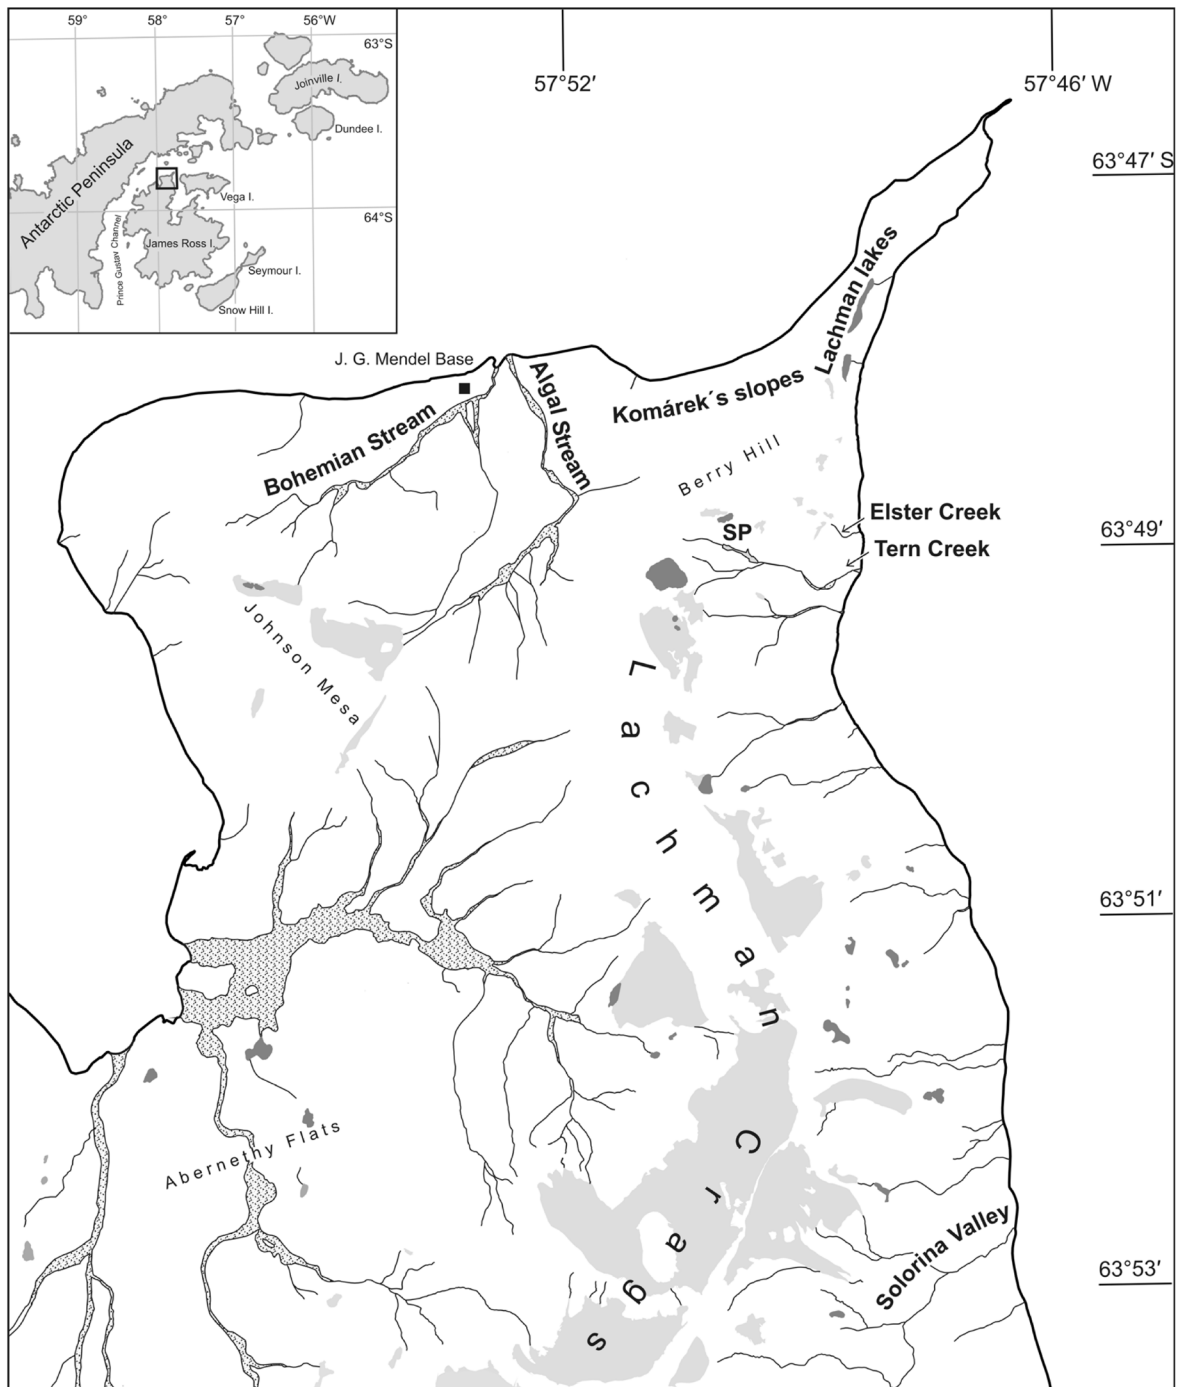 59°
58°
57°
56°W
63°S
Joinville I.
Dundee I.
Antarctic Peninsula
Vega I.
64°S
Prince Gustav Channel
James Ross I.
Seymour I.
Snow Hill I.
57°52′
57°46′ W
63°47′ S
Lachman lakes
J. G. Mendel Base
Algal Stream
Komárek´s slopes
Bohemian Stream
Berry Hill
Elster Creek
SP
63°49′
Tern Creek
Johnson Mesa
Lachman Crags
63°51′
Abernethy Flats
Solorina Valley
63°53′